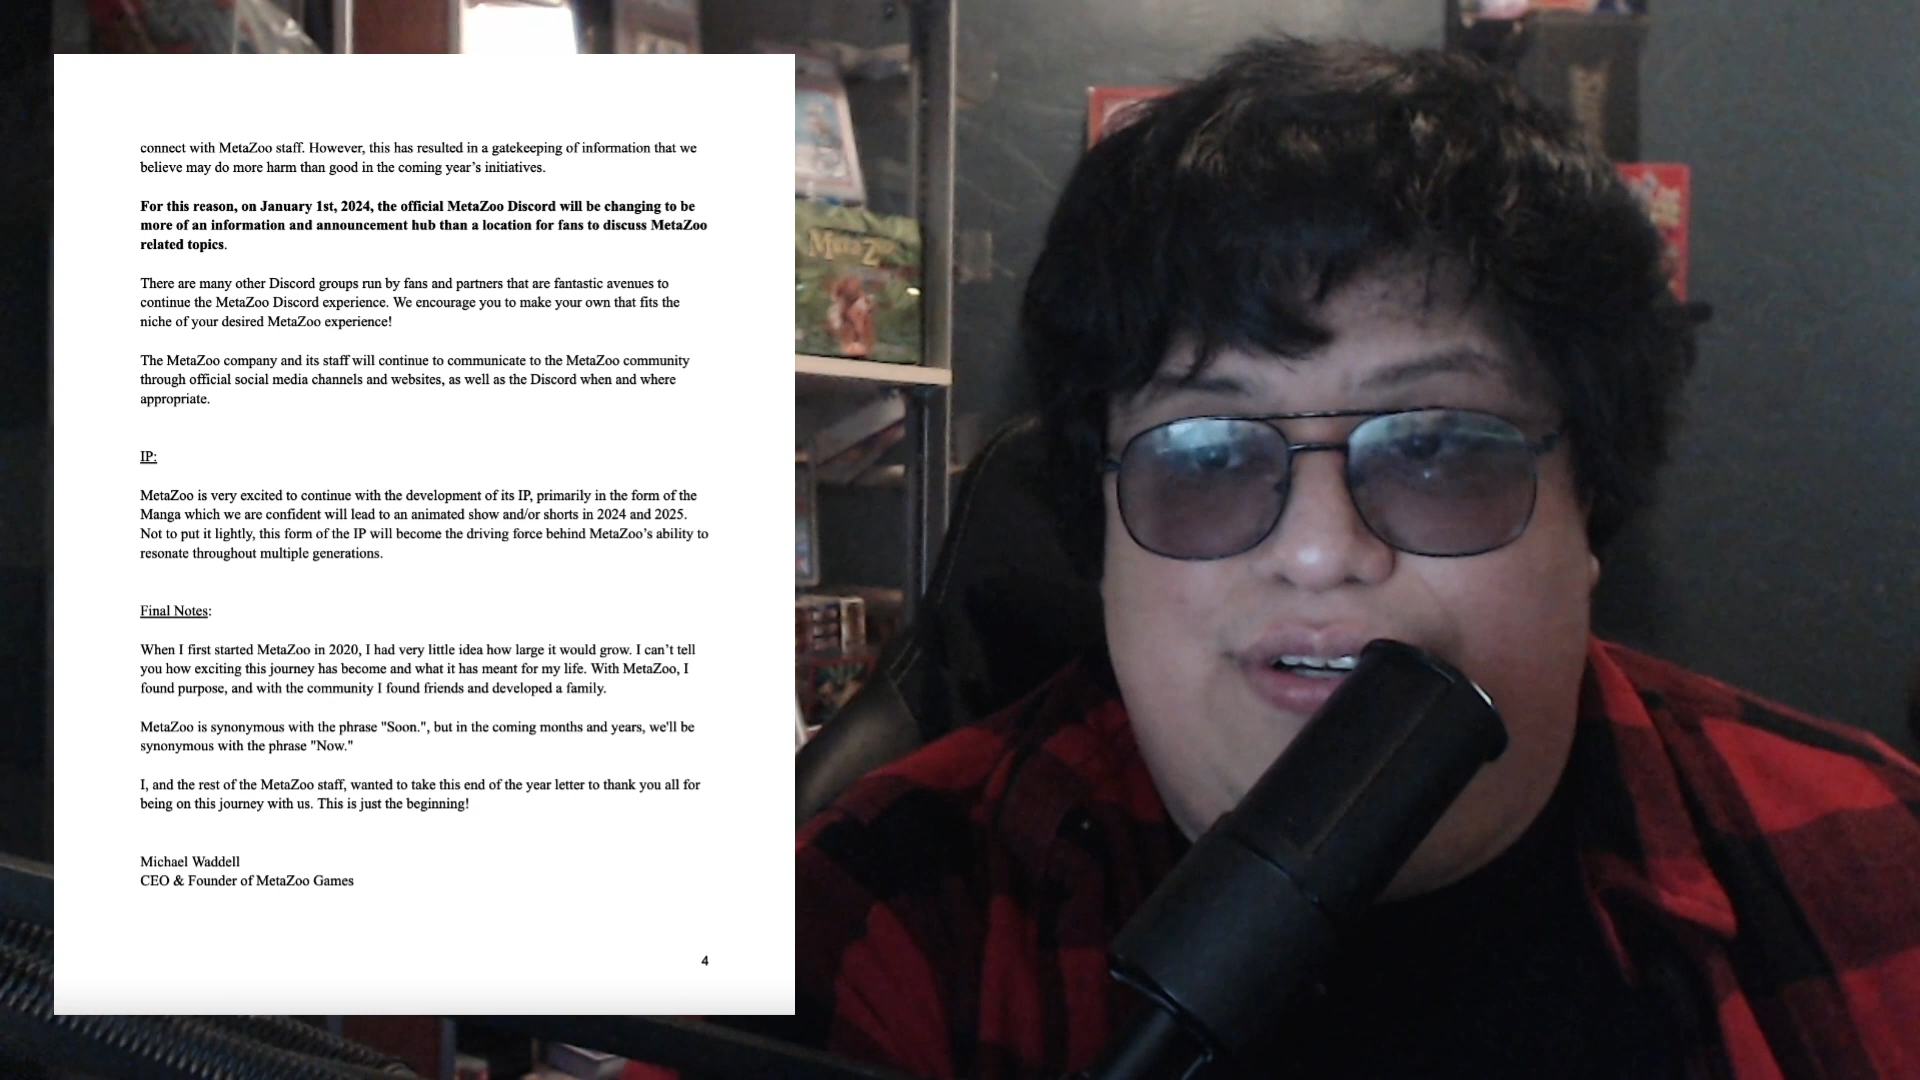 connect with MetaZoo staff. However, this has resulted in a gatekeeping of information that we
believe may do more harm than good in the coming year’s initiatives.
For this reason, on January 1st, 2024, the official MetaZoo Discord will be changing to be
more of an information and announcement hub than a location for fans to discuss MetaZoo
related topics.
There are many other Discord groups run by fans and partners that are fantastic avenues to
continue the MetaZoo Discord experience. We encourage you to make your own that fits the
niche of your desired MetaZoo experience!
The MetaZoo company and its staff will continue to communicate to the MetaZoo community
through official social media channels and websites, as well as the Discord when and where
appropriate.
IP:
MetaZoo is very excited to continue with the development of its IP, primarily in the form of the
Manga which we are confident will lead to an animated show and/or shorts in 2024 and 2025.
Not to put it lightly, this form of the IP will become the driving force behind MetaZoo’s ability to
resonate throughout multiple generations.
Final Notes:
When I first started MetaZoo in 2020, I had very little idea how large it would grow. I can’t tell
you how exciting this journey has become and what it has meant for my life. With MetaZoo, I
found purpose, and with the community I found friends and developed a family.
MetaZoo is synonymous with the phrase "Soon.", but in the coming months and years, we'll be
synonymous with the phrase "Now."
I, and the rest of the MetaZoo staff, wanted to take this end of the year letter to thank you all for
being on this journey with us. This is just the beginning!
Michael Waddell
CEO & Founder of MetaZoo Games
4
MetaZoo